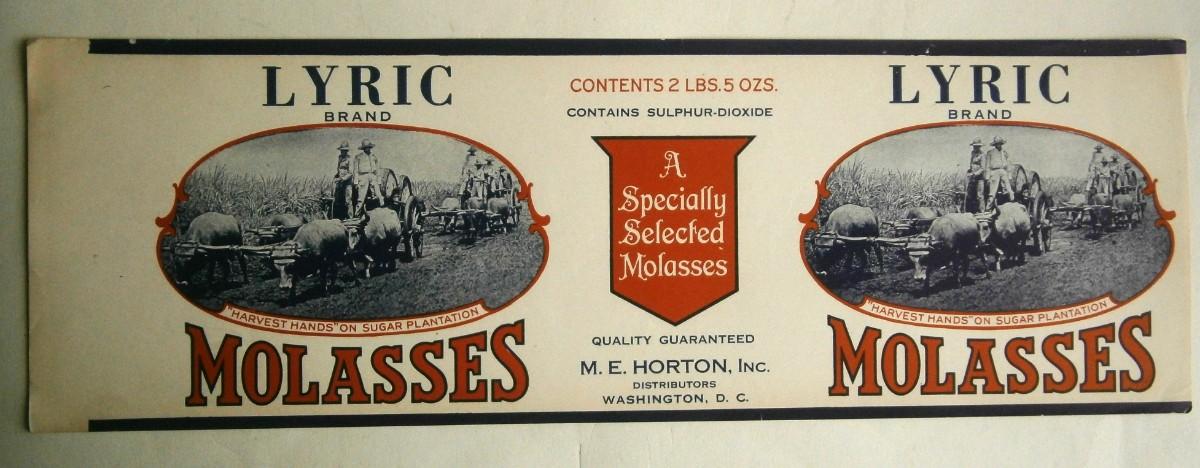 LYRIC
BRAND
"HARVEST HANDS" ON SUGAR PLANTATION
MOLASSES
CONTENTS 2 LBS. 5 OZS.
CONTAINS SULPHUR-DIOXIDE
A
Specially
Selected
Molasses
QUALITY GUARANTEED
M. E. HORTON, Inc.
DISTRIBUTORS
WASHINGTON, D. C.
LYRIC
BRAND
"HARVEST HANDS" ON SUGAR PLANTATION
MOLASSES